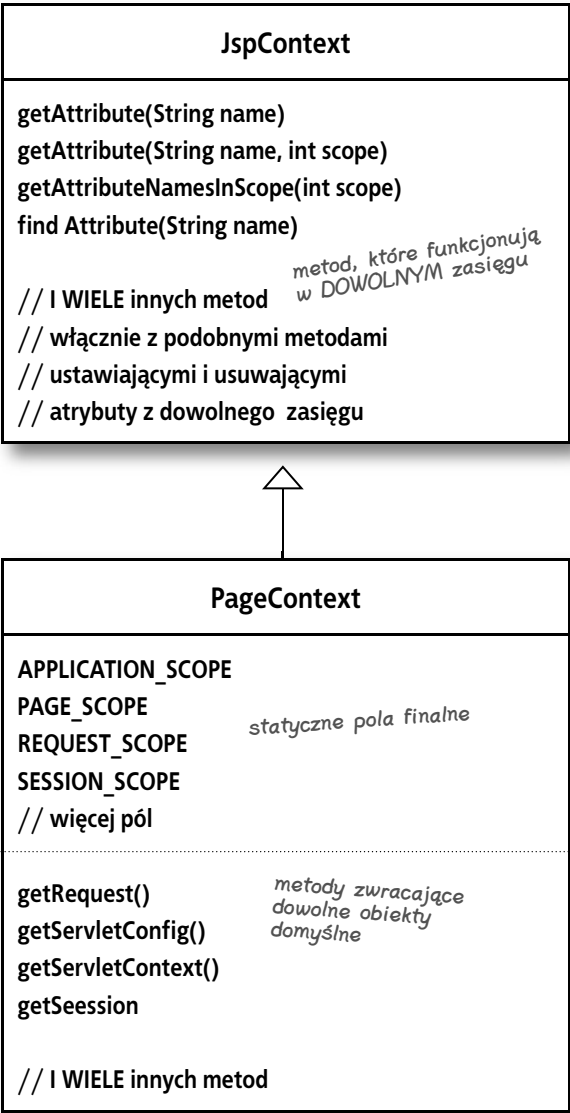 JspContext
getAttribute(String name)
getAttribute(String name, int scope)
getAttributeNamesInScope(int scope)
find Attribute(String name)
metod, które funkcjonują
w DOWOLNYM zasięgu
// I WIELE innych metod
// włącznie z podobnymi metodami
// ustawiającymi i usuwającymi
// atrybuty z dowolnego zasięgu
PageContext
APPLICATION_SCOPE
PAGE_SCOPE
REQUEST_SCOPE
SESSION_SCOPE
// więcej pól
statyczne pola finalne
getRequest()
getServletConfig()
getServletContext()
getSeession
metody zwracające
dowolne obiekty
domyślne
// I WIELE innych metod